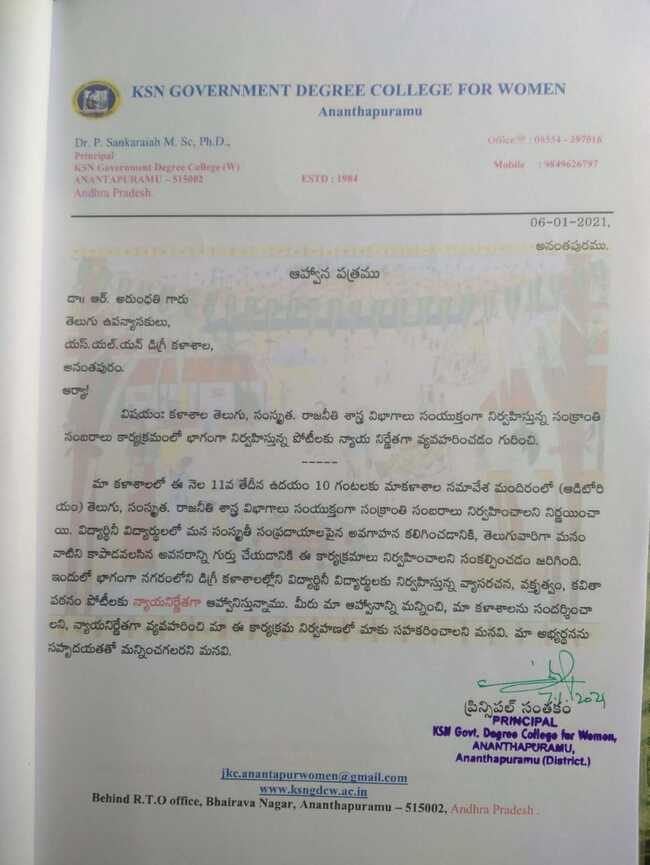 KSN GOVERNMENT DEGREE COLLEGE FOR WOMEN
Ananthapuramu
Dr. P. Sankaraiah M. Sc, Ph.D.,
Principal
KSN Government Degree College (W)
ANANTAPURAMU – 515002
Andhra Pradesh.
ESTD : 1984
Office☏ : 08554 - 297016
Mobile : 9849626797
06-01-2021,
అనంతపురము.
ఆహ్వాన పత్రము
డా॥ ఆర్. అరుంధతి గారు
తెలుగు ఉపన్యాసకులు,
యస్.యల్.యన్ డిగ్రీ కళాశాల,
అనంతపురం.
ఆర్యా!
విషయం: కళాశాల తెలుగు, సంస్కృత. రాజనీతి శాస్త్ర విభాగాలు సంయుక్తంగా నిర్వహిస్తున్న సంక్రాంతి
సంబరాలు కార్యక్రమంలో భాగంగా నిర్వహిస్తున్న పోటీలకు న్యాయ నిర్ణేతగా వ్యవహరించడం గురించి.
-----
మా కళాశాలలో ఈ నెల 11వ తేదీన ఉదయం 10 గంటలకు మాకళాశాల సమావేశ మందిరంలో (ఆడిటోరి
యం) తెలుగు, సంస్కృత. రాజనీతి శాస్త్ర విభాగాలు సంయుక్తంగా సంక్రాంతి సంబరాలు నిర్వహించాలని నిర్ణయించా
యి. విద్యార్థినీ విద్యార్థులలో మన సంస్కృతీ సంప్రదాయాలపైన అవగాహన కలిగించడానికి, తెలుగువారిగా మనం
వాటిని కాపాడవలసిన అవసరాన్ని గుర్తు చేయడానికి ఈ కార్యక్రమాలు నిర్వహించాలని సంకల్పించడం జరిగింది.
ఇందులో భాగంగా నగరంలోని డిగ్రీ కళాశాలల్లోని విద్యార్థినీ విద్యార్థులకు నిర్వహిస్తున్న వ్యాసరచన, వక్తృత్వం, కవితా
పఠనం పోటీలకు న్యాయనిర్ణేతగా ఆహ్వానిస్తున్నాము. మీరు మా ఆహ్వానాన్ని మన్నించి, మా కళాశాలను సందర్శించా
లని, న్యాయనిర్ణేతగా వ్యవహరించి మా ఈ కార్యక్రమ నిర్వహణలో మాకు సహకరించాలని మనవి. మా అభ్యర్థనను
సహృదయతతో మన్నించగలరని మనవి.
7.1.2021
ప్రిన్సిపల్ సంతకం
PRINCIPAL
KSN Govt. Degree College for Women,
ANANTHAPURAMU,
Ananthapuramu (District.)
jkc.anantapurwomen@gmail.com
www.ksngdcw.ac.in
Behind R.T.O office, Bhairava Nagar, Ananthapuramu – 515002, Andhra Pradesh .